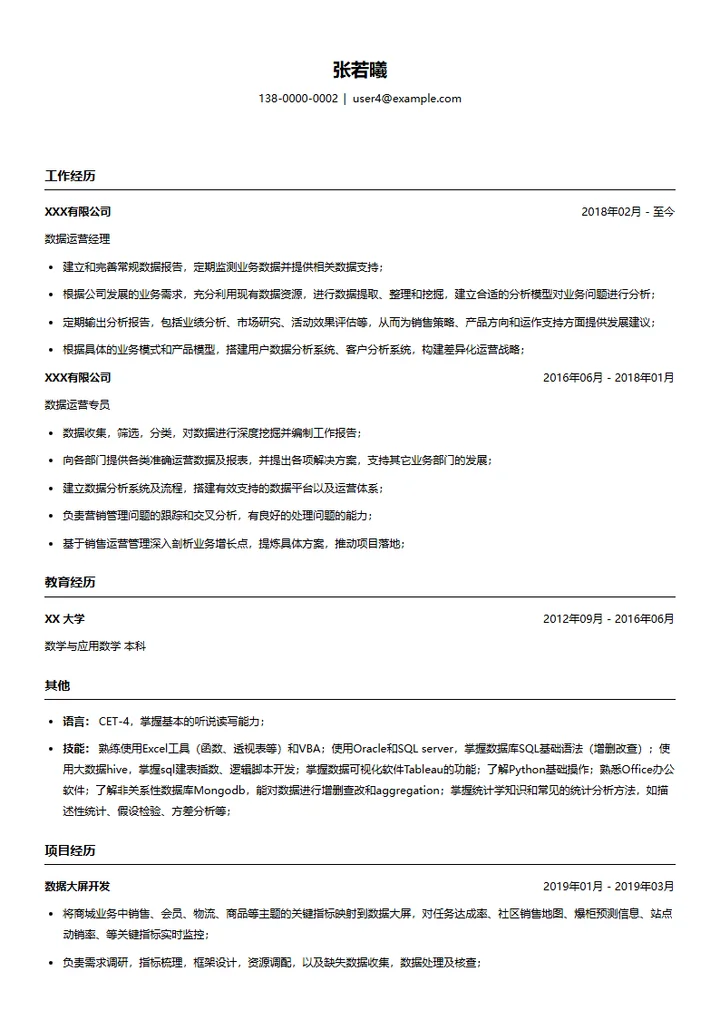 张若曦
138-0000-0002 | user4@example.com
工作经历
XXX有限公司 2018年02月 - 至今
数据运营经理
• 建立和完善常规数据报告，定期监测业务数据并提供相关数据支持；
• 根据公司发展的业务需求，充分利用现有数据资源，进行数据提取、整理和挖掘，建立合适的分析模型对业务问题进行分析；
• 定期输出分析报告，包括业绩分析、市场研究、活动效果评估等，从而为销售策略、产品方向和运作支持方面提供发展建议；
• 根据具体的业务模式和产品模型，搭建用户数据分析系统、客户分析系统，构建差异化运营战略；
XXX有限公司 2016年06月 - 2018年01月
数据运营专员
• 数据收集，筛选，分类，对数据进行深度挖掘并编制工作报告；
• 向各部门提供各类准确运营数据及报表，并提出各项解决方案，支持其它业务部门的发展；
• 建立数据分析系统及流程，搭建有效支持的数据平台以及运营体系；
• 负责营销管理问题的跟踪和交叉分析，有良好的处理问题的能力；
• 基于销售运营管理深入剖析业务增长点，提炼具体方案，推动项目落地；
教育经历
XX 大学 2012年09月 - 2016年06月
数学与应用数学 本科
其他
• 语言： CET-4，掌握基本的听说读写能力；
• 技能： 熟练使用Excel工具（函数、透视表等）和VBA；使用Oracle和SQL server，掌握数据库SQL基础语法（增删改查）；使
用大数据hive，掌握sql建表插数、逻辑脚本开发；掌握数据可视化软件Tableau的功能；了解Python基础操作；熟悉Office办公
软件；了解非关系性数据库Mongodb，能对数据进行增删查改和aggregation；掌握统计学知识和常见的统计分析方法，如描
述性统计、假设检验、方差分析等；
项目经历
数据大屏开发 2019年01月 - 2019年03月
• 将商城业务中销售、会员、物流、商品等主题的关键指标映射到数据大屏，对任务达成率、社区销售地图、爆柜预测信息、站点
动销率、等关键指标实时监控；
• 负责需求调研，指标梳理，框架设计，资源调配，以及缺失数据收集，数据处理及核查；